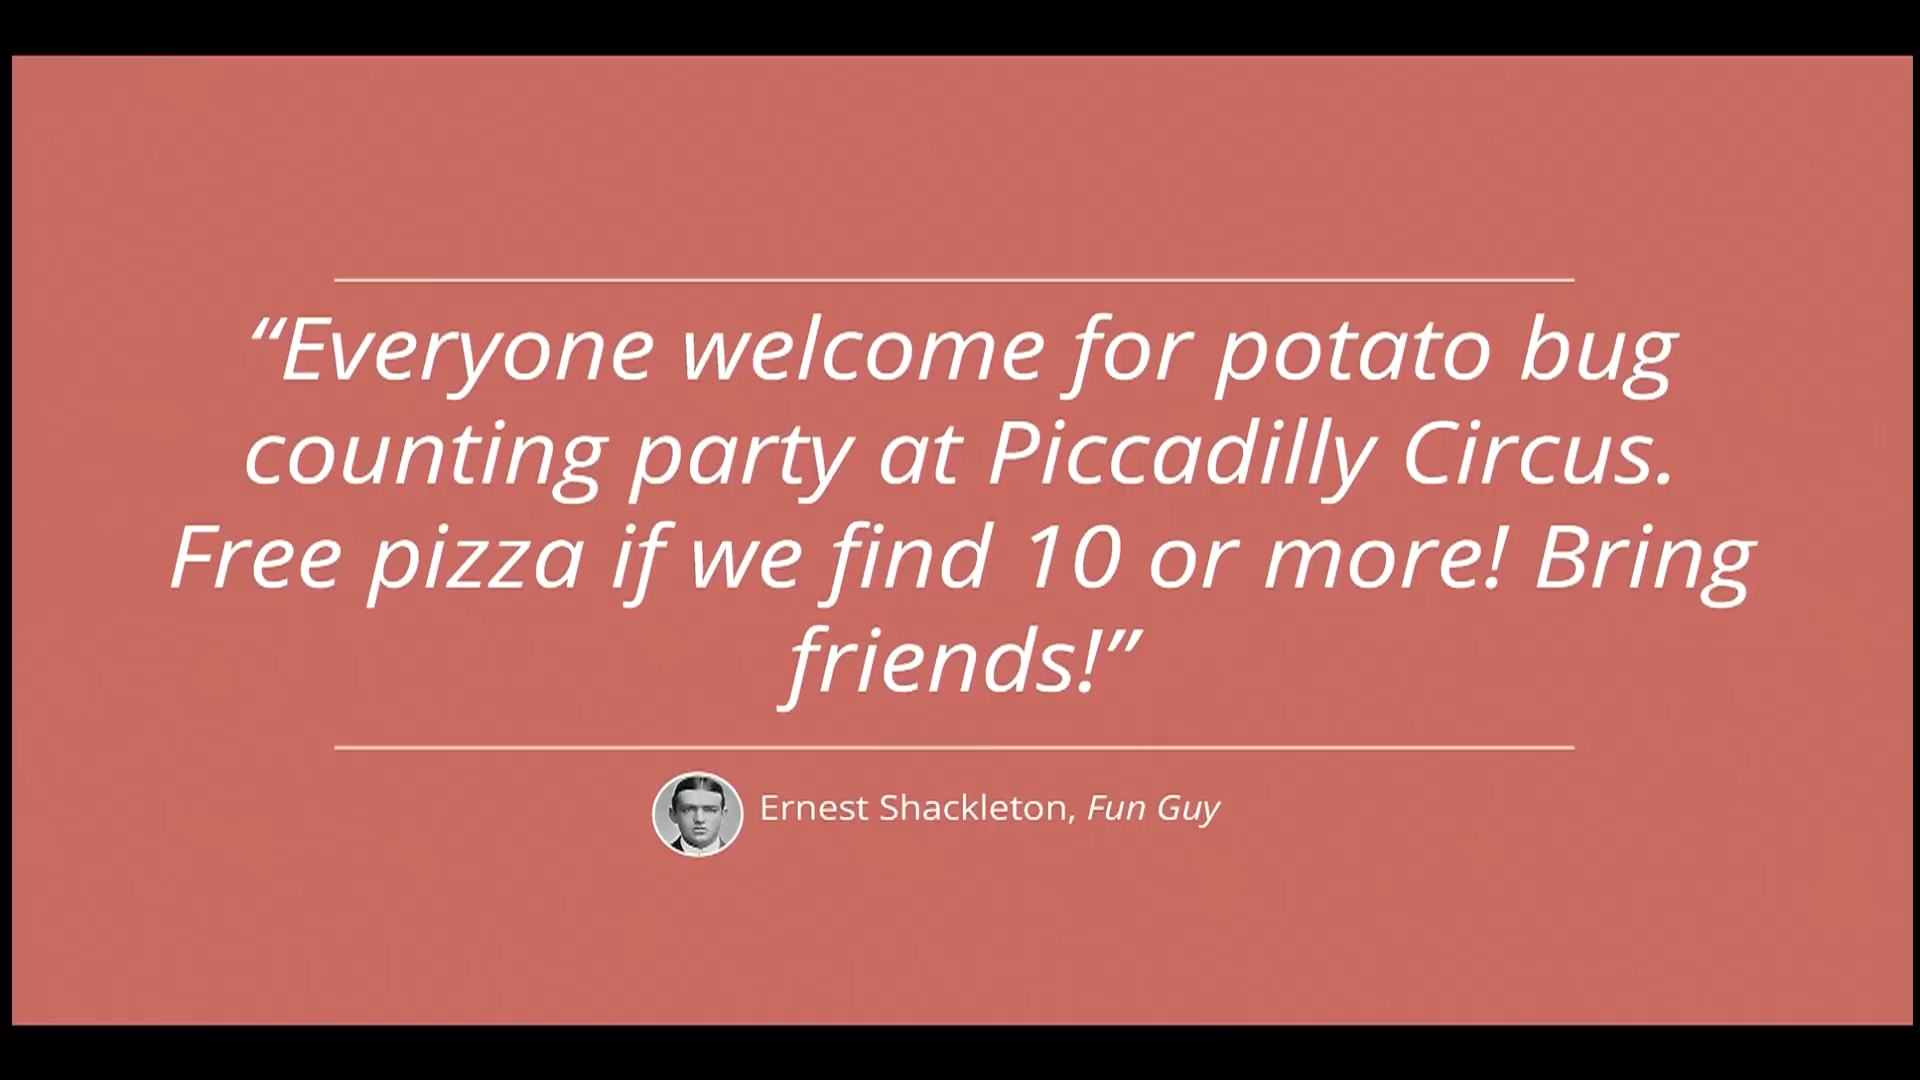 “Everyone welcome for potato bug
counting party at Piccadilly Circus.
Free pizza if we find 10 or more! Bring
friends!”
Ernest Shackleton, Fun Guy